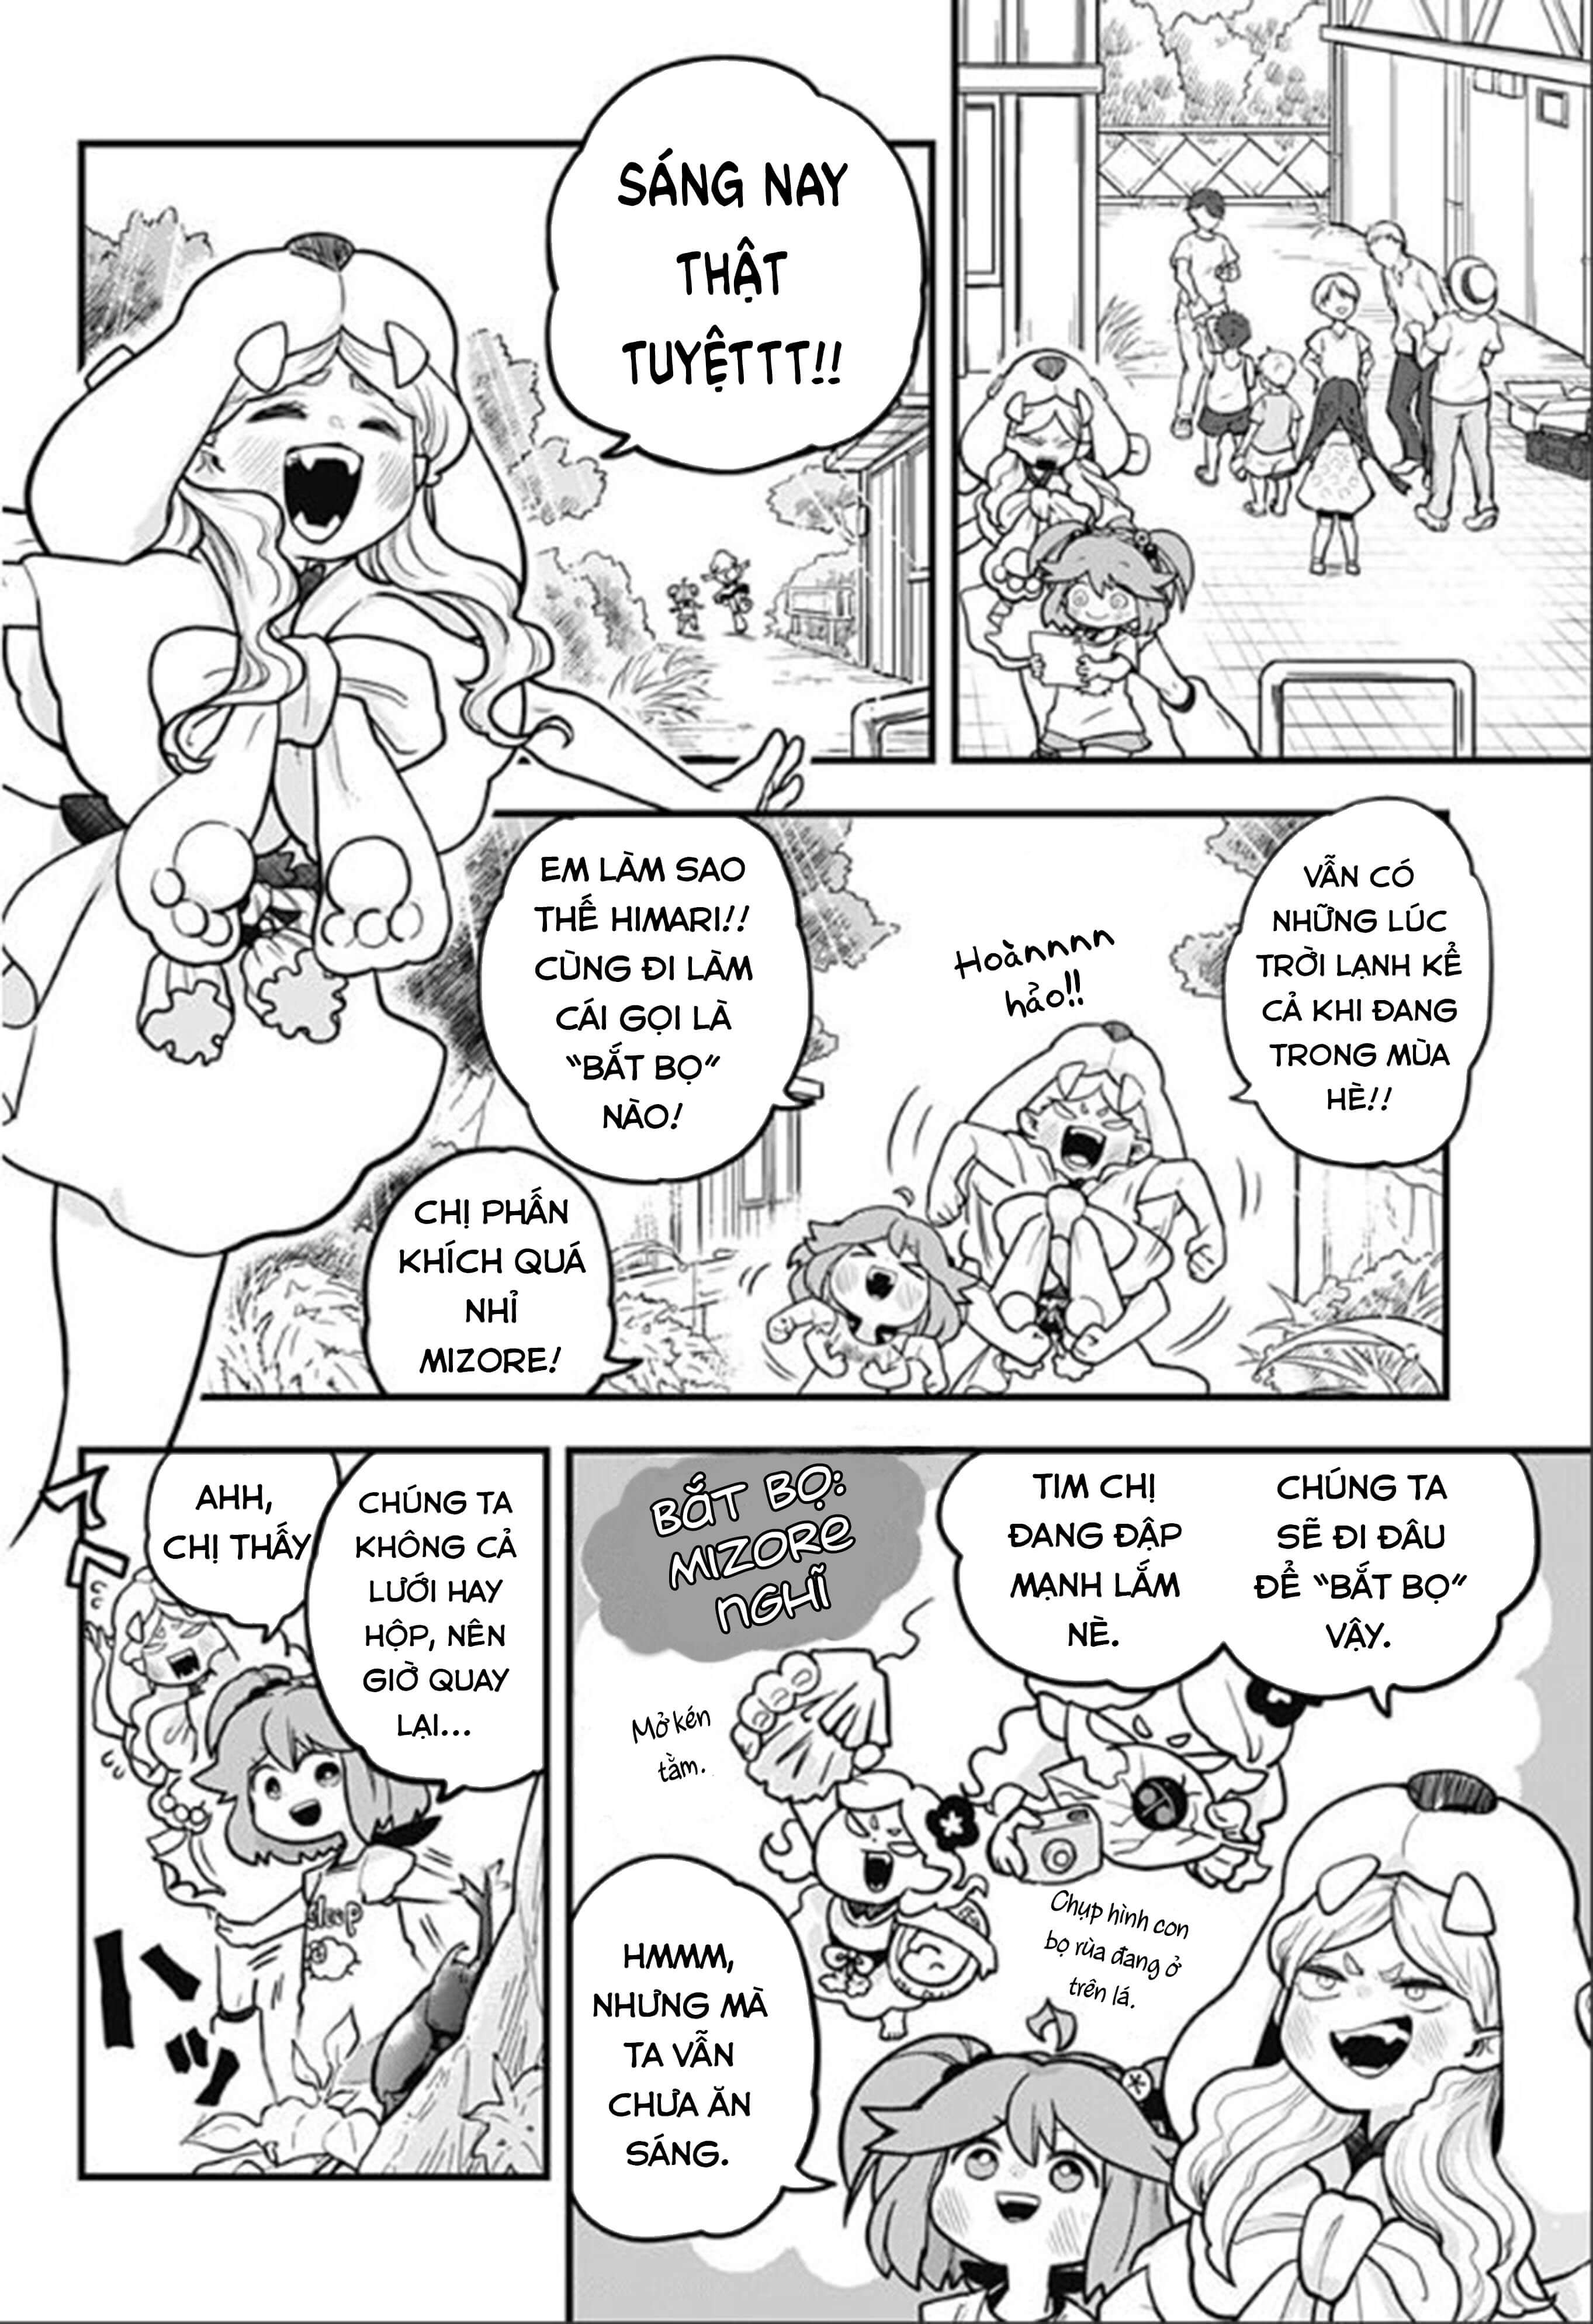 SÁNG NAY
THẬT
TUYỆTTT!!
VẪN CÓ
NHỮNG LÚC
TRỜI LẠNH KỂ
CẢ KHI ĐANG
TRONG MÙA
HÈ!!
Hoànnnn
hảo!!
EM LÀM SAO
THẾ HIMARI!!
CÙNG ĐI LÀM
CÁI GỌI LÀ
“BẮT BỌ”
NÀO!
CHỊ PHẤN
KHÍCH QUÁ
NHỈ
MIZORE!
CHÚNG TA
SẼ ĐI ĐÂU
ĐỂ “BẮT BỌ”
VẬY.
TIM CHỊ
ĐANG ĐẬP
MẠNH LẮM
NÈ.
BẮT BỌ:
MIZORE
NGHĨ
Mở kén
tằm.
Chụp hình con
bọ rùa đang ở
trên lá.
HMMM,
NHƯNG MÀ
TA VẪN
CHƯA ĂN
SÁNG.
CHÚNG TA
KHÔNG CẢ
LƯỚI HAY
HỘP, NÊN
GIỜ QUAY
LẠI...
AHH,
CHỊ THẤY
sleep